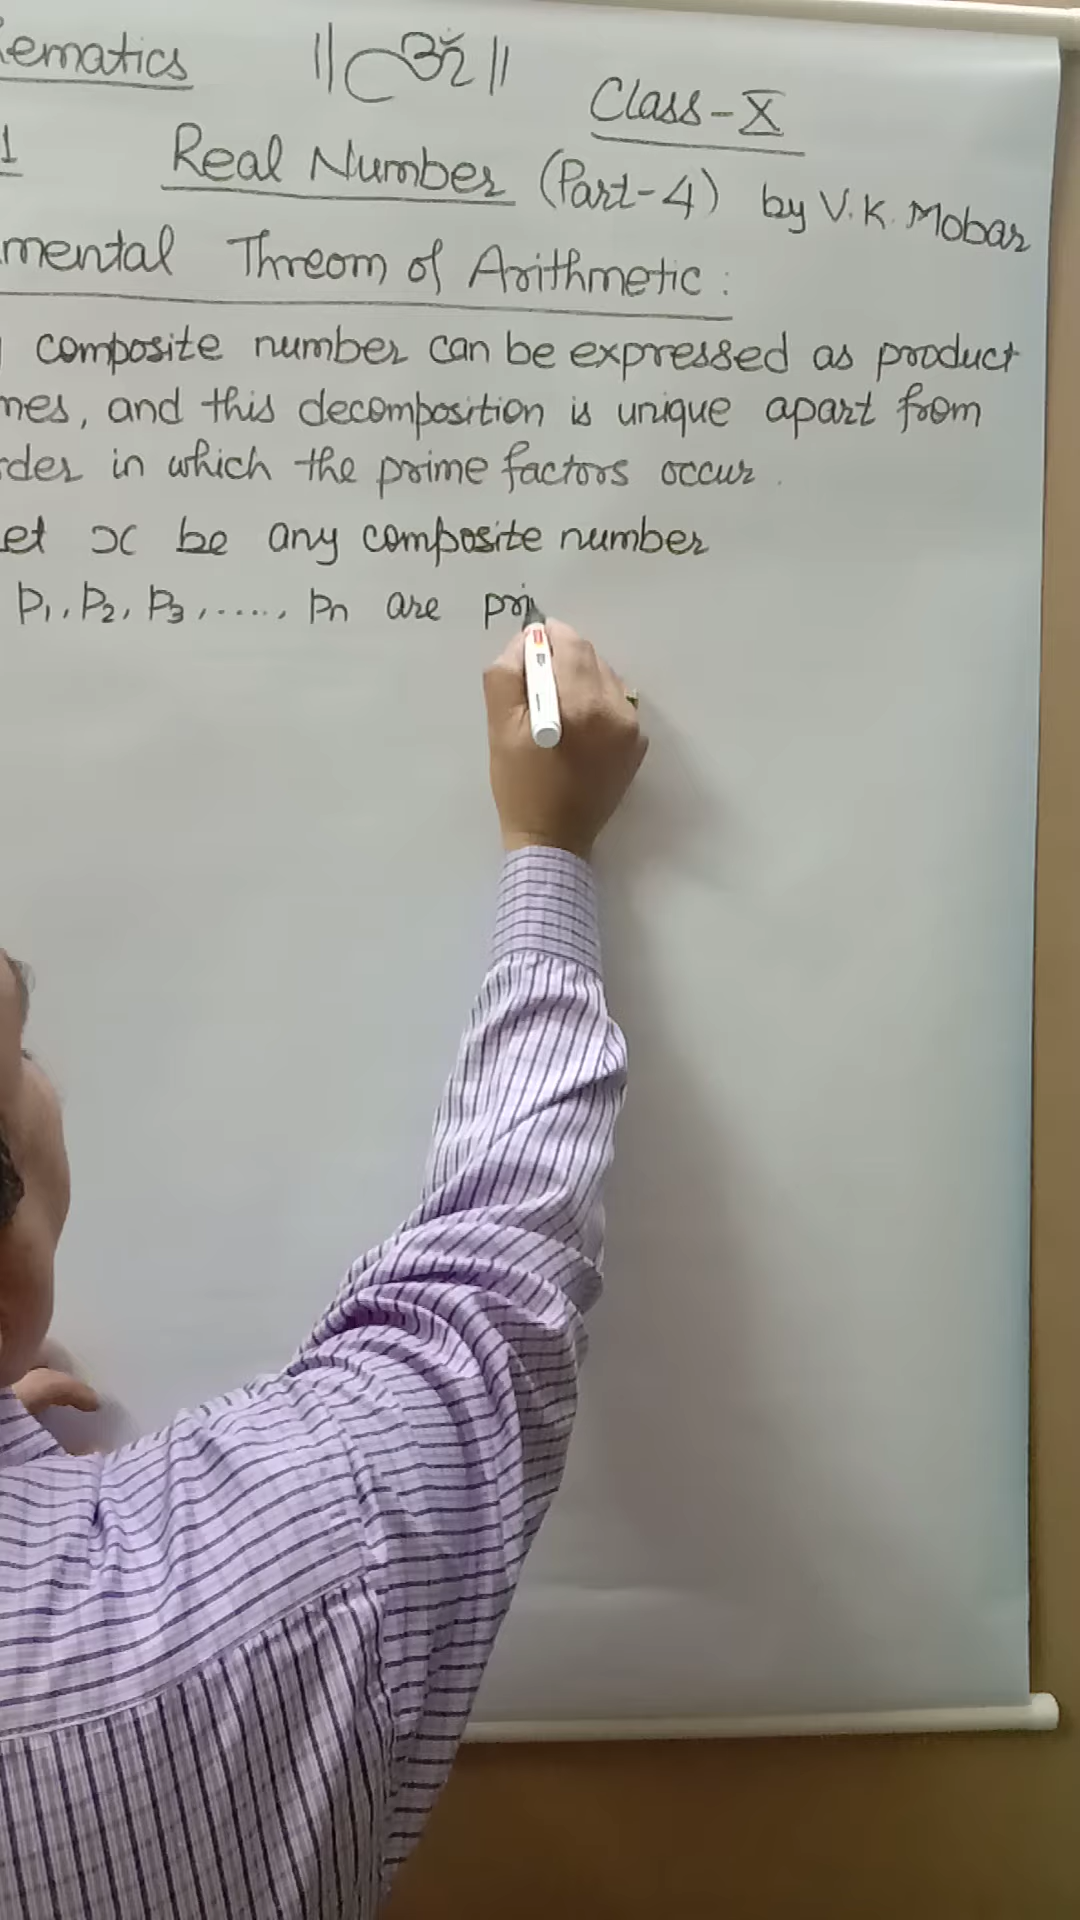 ematics ||ॐ||
Class-X
1 Real Number (Part-4) by V.K. Mobar
mental Threom of Arithmetic :
composite number can be expressed as product
mes, and this decomposition is unique apart from
rder in which the prime factors occur.
et x be any composite number
p₁, p₂, p₃, ....., pn are pri